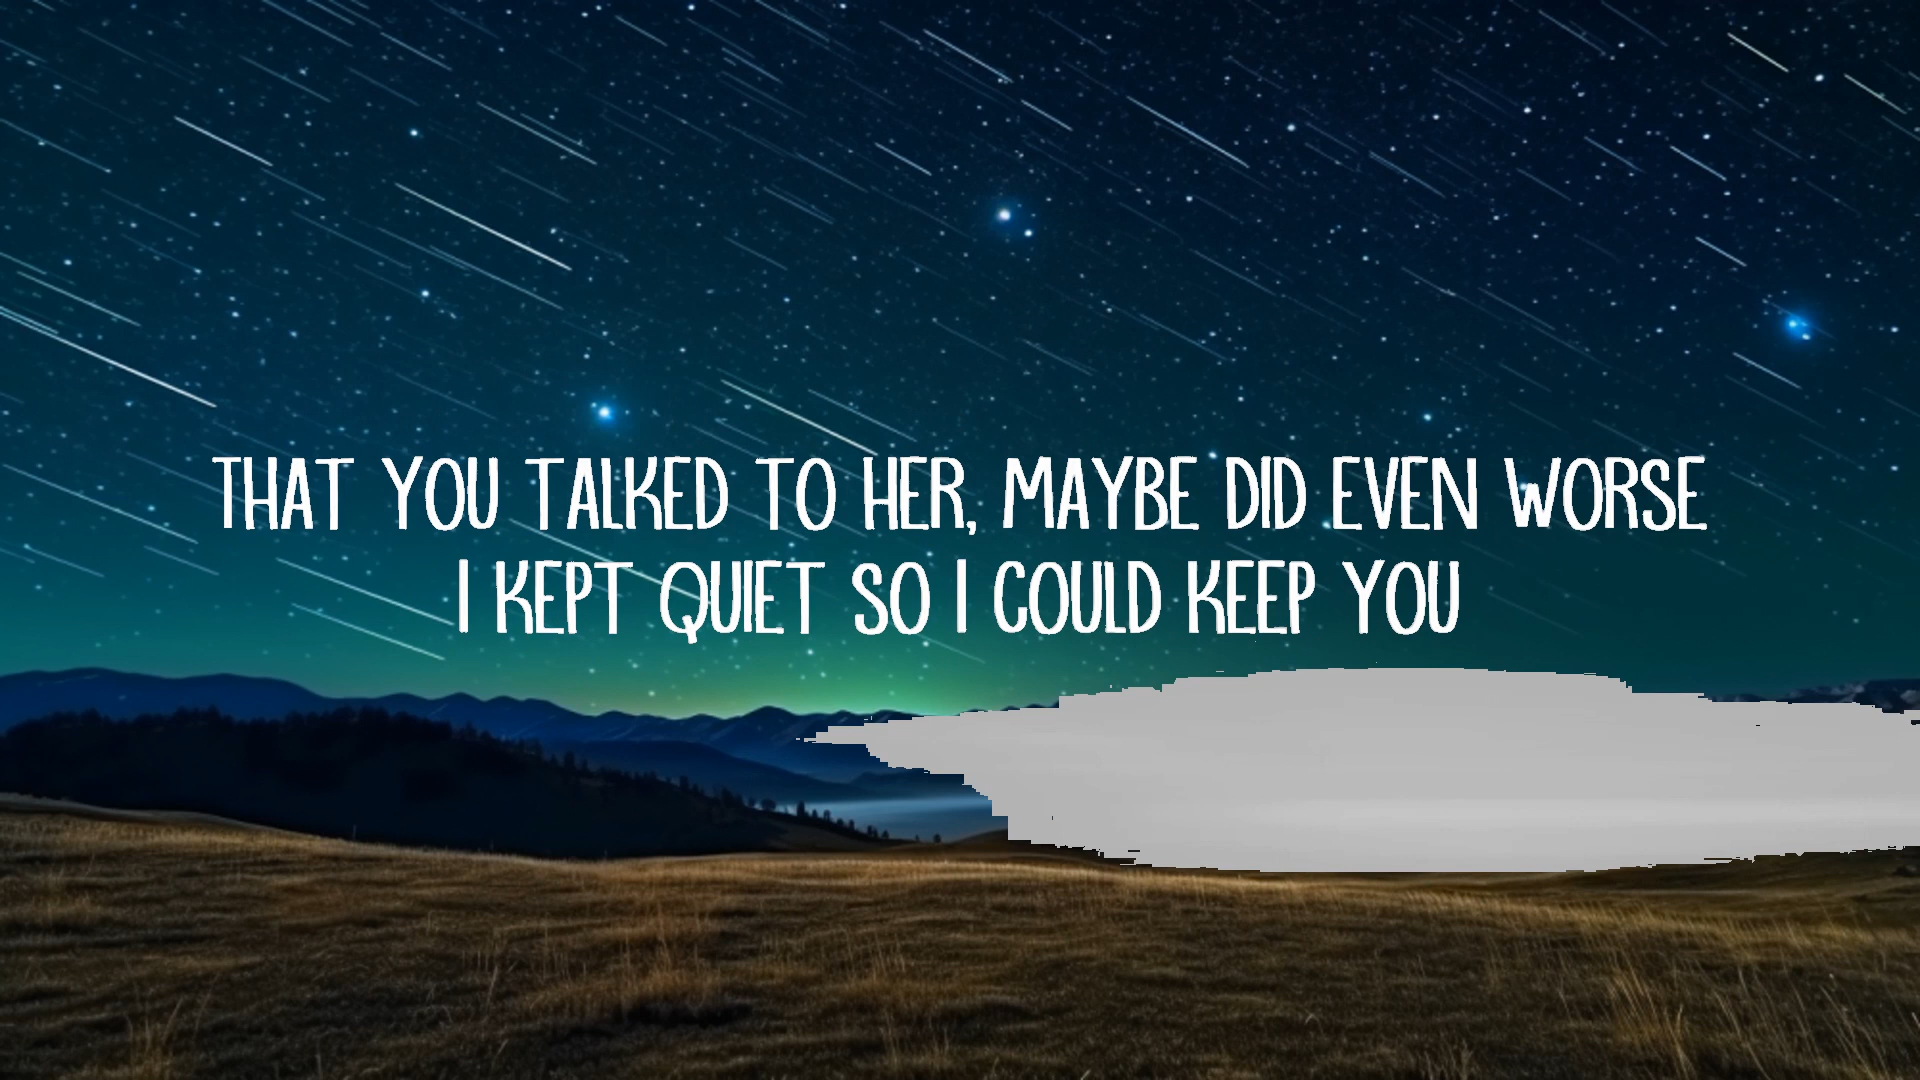 THAT YOU TALKED TO HER, MAYBE DID EVEN WORSE
I KEPT QUIET SO I COULD KEEP YOU